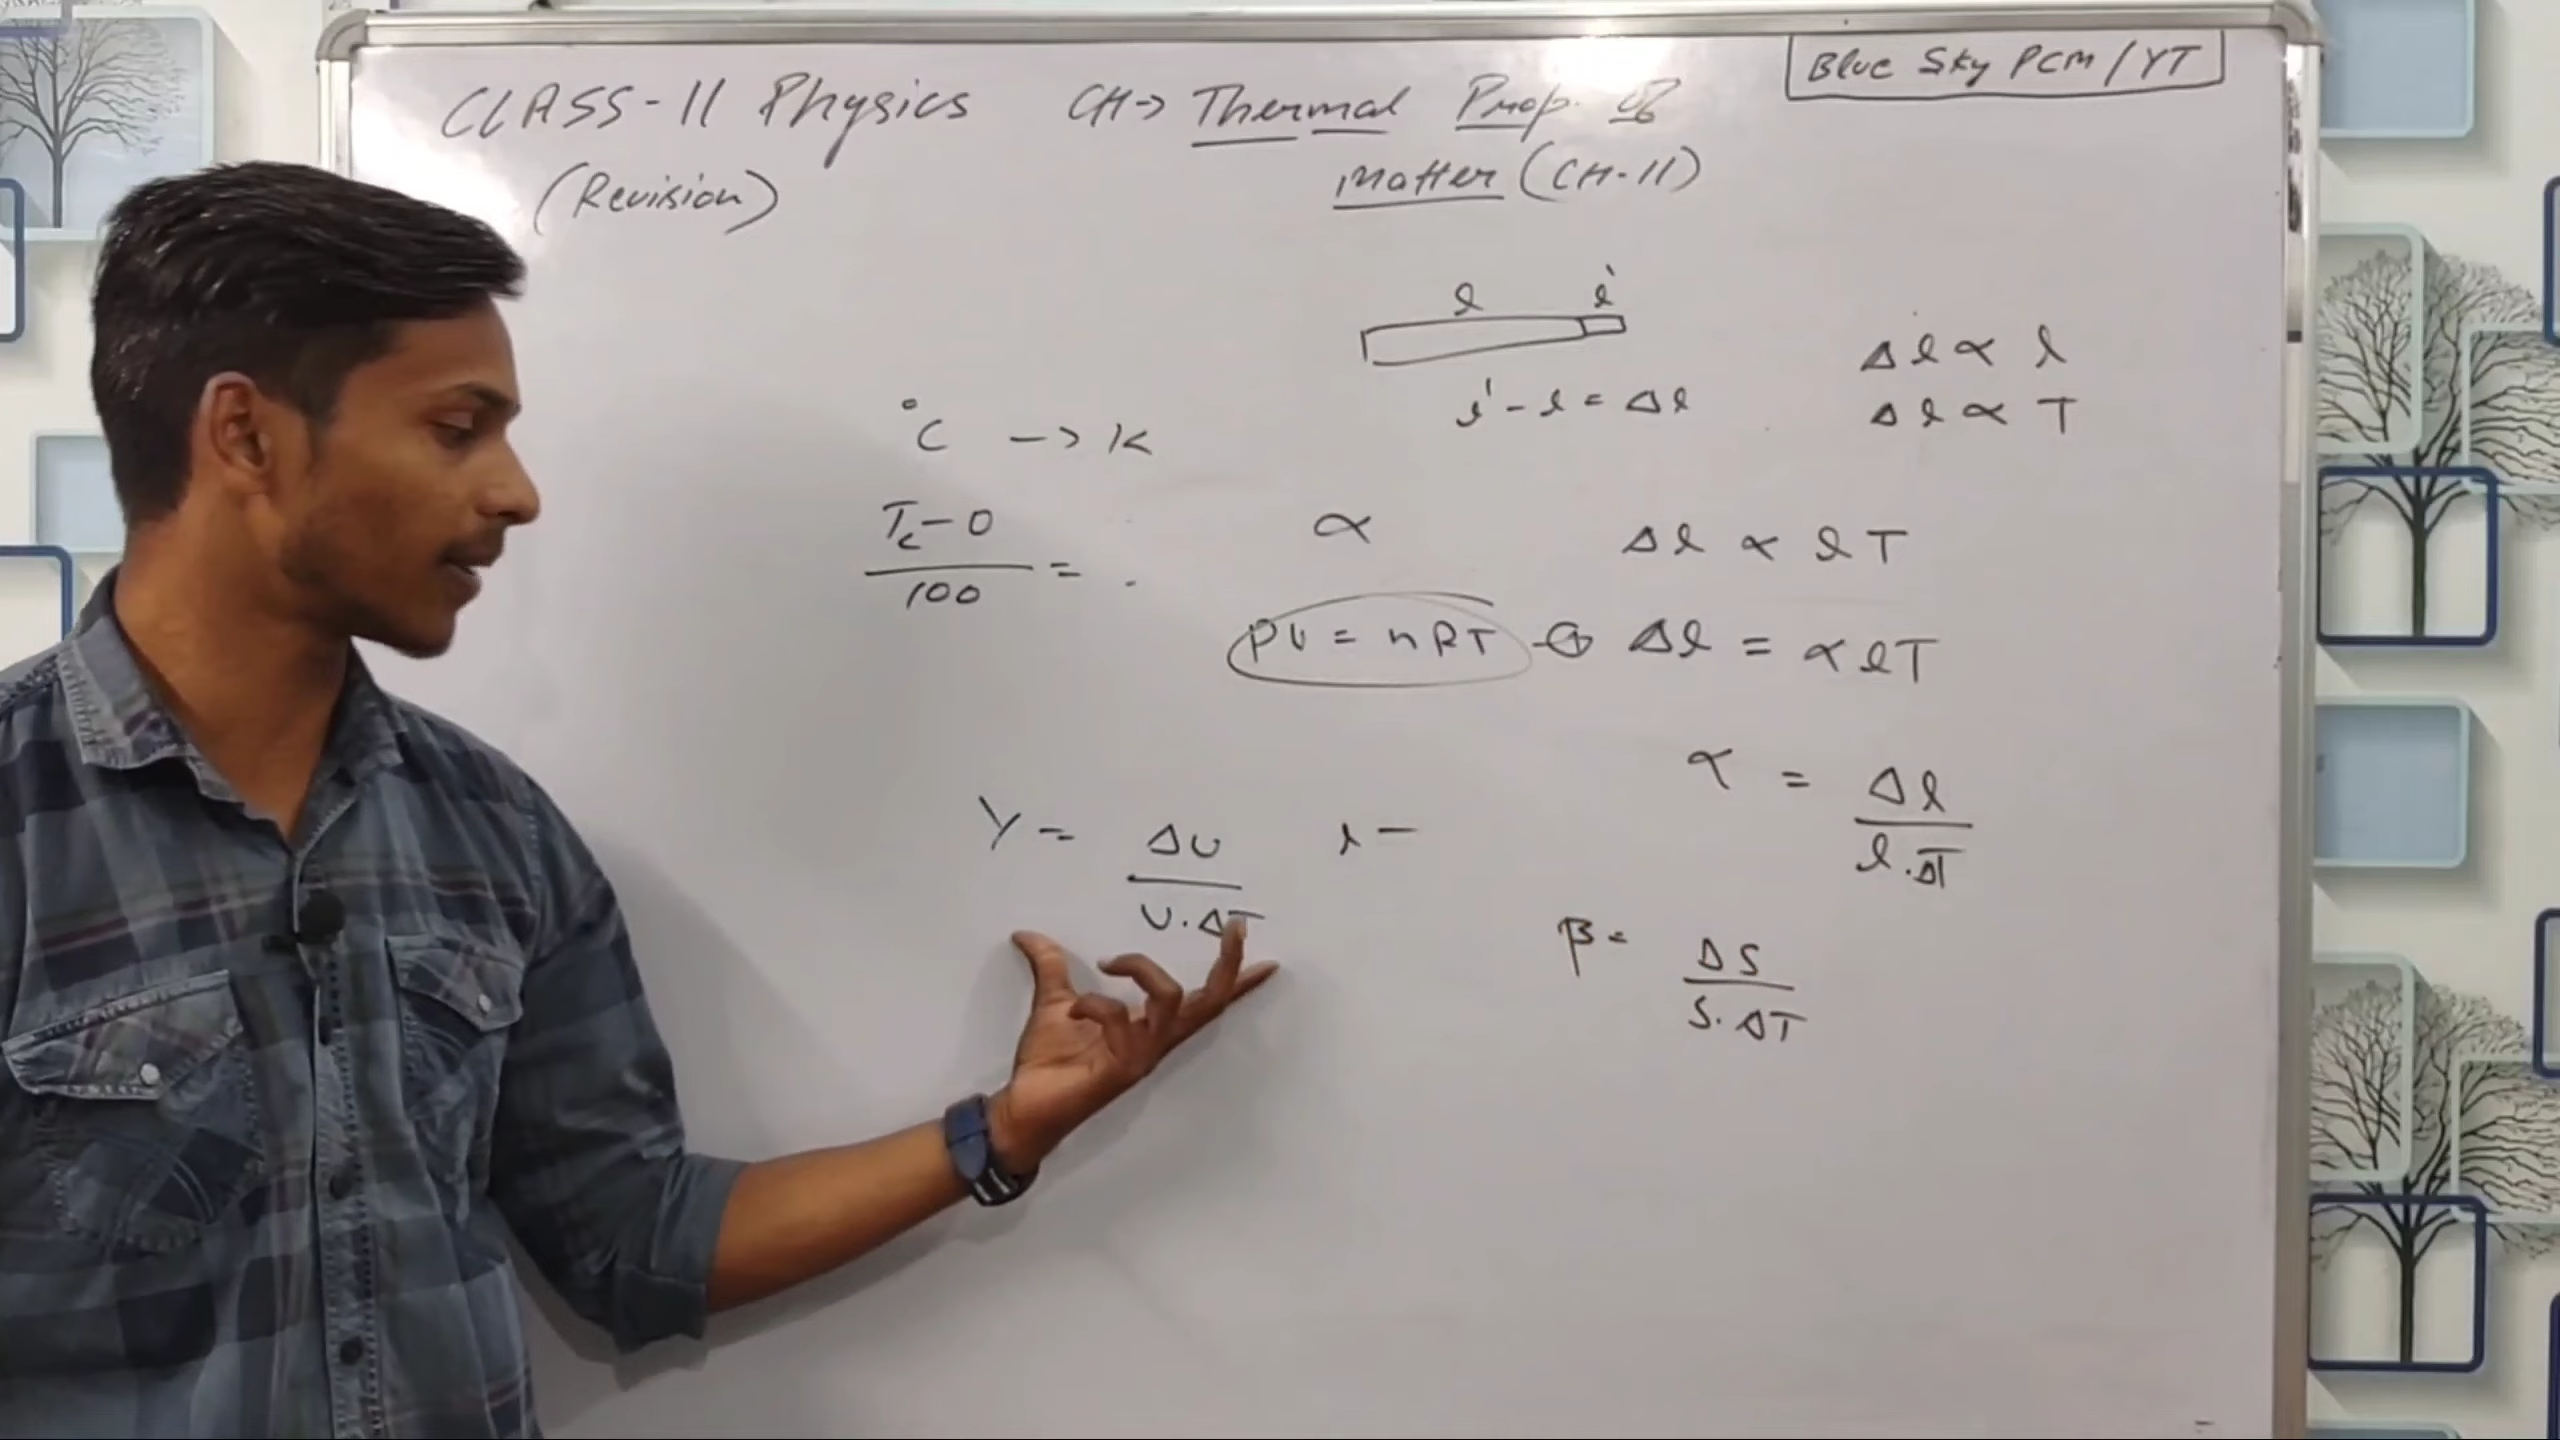 Blue Sky PCM/YT
CLASS-11 Physics CH→ Thermal Prop. of
(Revision) Matter (CH-11)
l l'
l' - l = Δl
Δl ∝ l
Δl ∝ T
°C → K
Tc - 0
100 =
∝ Δl ∝ lT
PV = nRT Δl = αlT
α = Δl
l.ΔT
γ = ΔV
V.ΔT
β = ΔS
S.ΔT